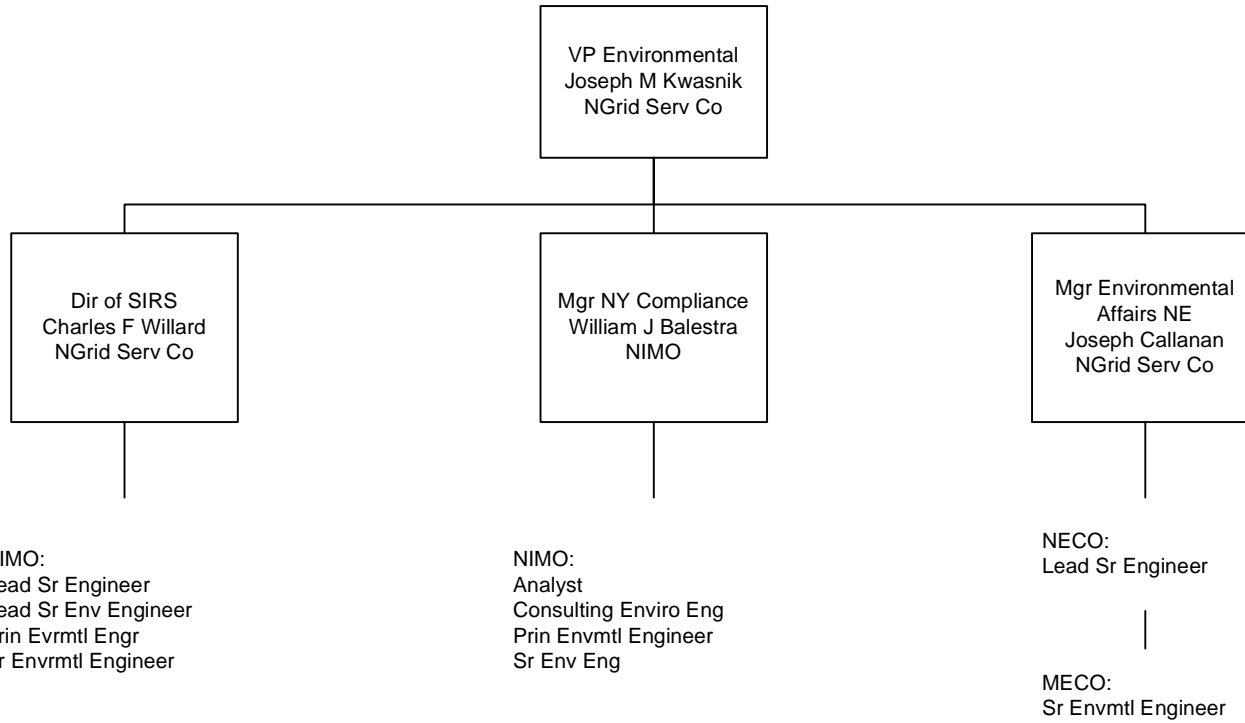 VP Environmental
Joseph M Kwasnik
NGrid Serv Co
Dir of SIRS
Charles F Willard
NGrid Serv Co
Mgr NY Compliance
William J Balestra
NIMO
Mgr Environmental
Affairs NE
Joseph Callanan
NGrid Serv Co
IMO:
ead Sr Engineer
ead Sr Env Engineer
rin Evrmtl Engr
r Envrmtl Engineer
NIMO:
Analyst
Consulting Enviro Eng
Prin Envmtl Engineer
Sr Env Eng
NECO:
Lead Sr Engineer
MECO:
Sr Envmtl Engineer